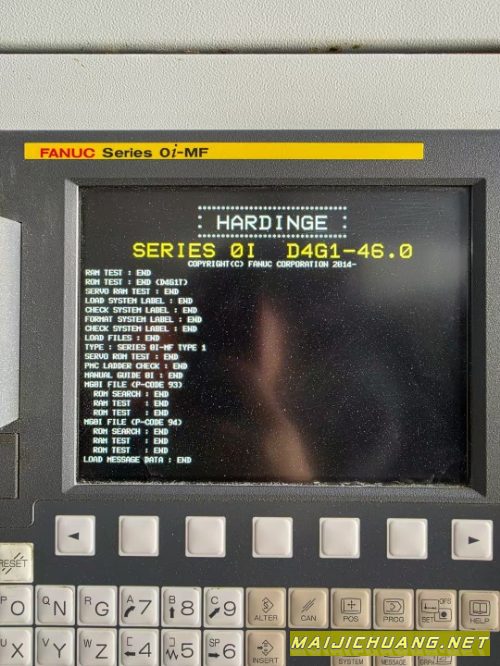 FANUC Series 0i-MF
HARDINGE
SERIES 0I D4G1-46.0
COPYRIGHT(C) FANUC CORPORATION 2014-
RAM TEST : END
ROM TEST : END (D4G1T)
SERVO RAM TEST : END
LOAD SYSTEM LABEL : END
CHECK SYSTEM LABEL : END
FORMAT SYSTEM LABEL : END
CHECK SYSTEM LABEL : END
LOAD FILES : END
TYPE : SERIES 0I-MF TYPE 1
SERVO ROM TEST : END
PMC LADDER CHECK : END
MANUAL GUIDE 0I : END
MG0I FILE (P-CODE 93)
ROM SEARCH : END
RAM TEST : END
ROM TEST : END
MG0I FILE (P-CODE 94)
ROM SEARCH : END
RAM TEST : END
ROM TEST : END
LOAD MESSAGE DATA : END
RESET
P O Q N R G A 7 B 8 C 9 ALTER CAN POS PROG OFS SET HELP
U X V Y W Z E 4 J 5 SP 6 INSERT
SYSTEM MESSAGE
MAIJICHUANG.NET